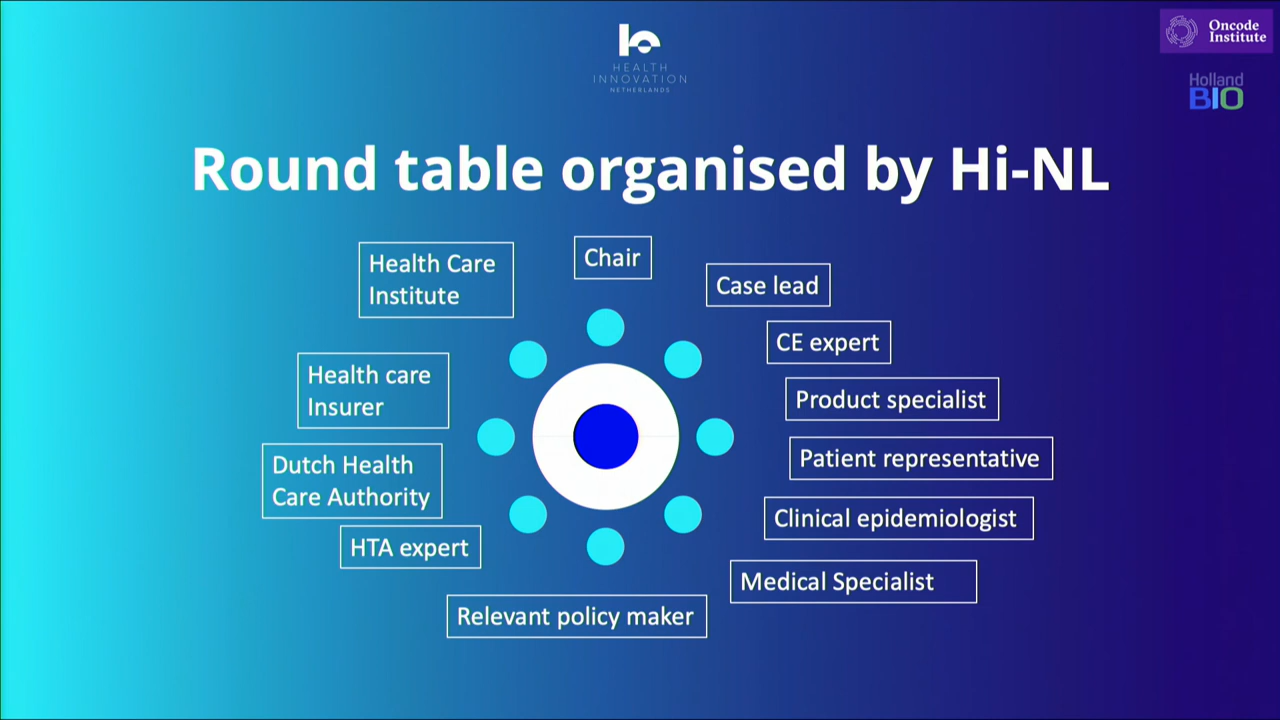 HEALTH
INNOVATION
NETHERLANDS
Oncode
Institute
Holland
BIO
Round table organised by Hi-NL
Chair
Case lead
CE expert
Product specialist
Patient representative
Clinical epidemiologist
Medical Specialist
Relevant policy maker
HTA expert
Dutch Health
Care Authority
Health care
Insurer
Health Care
Institute